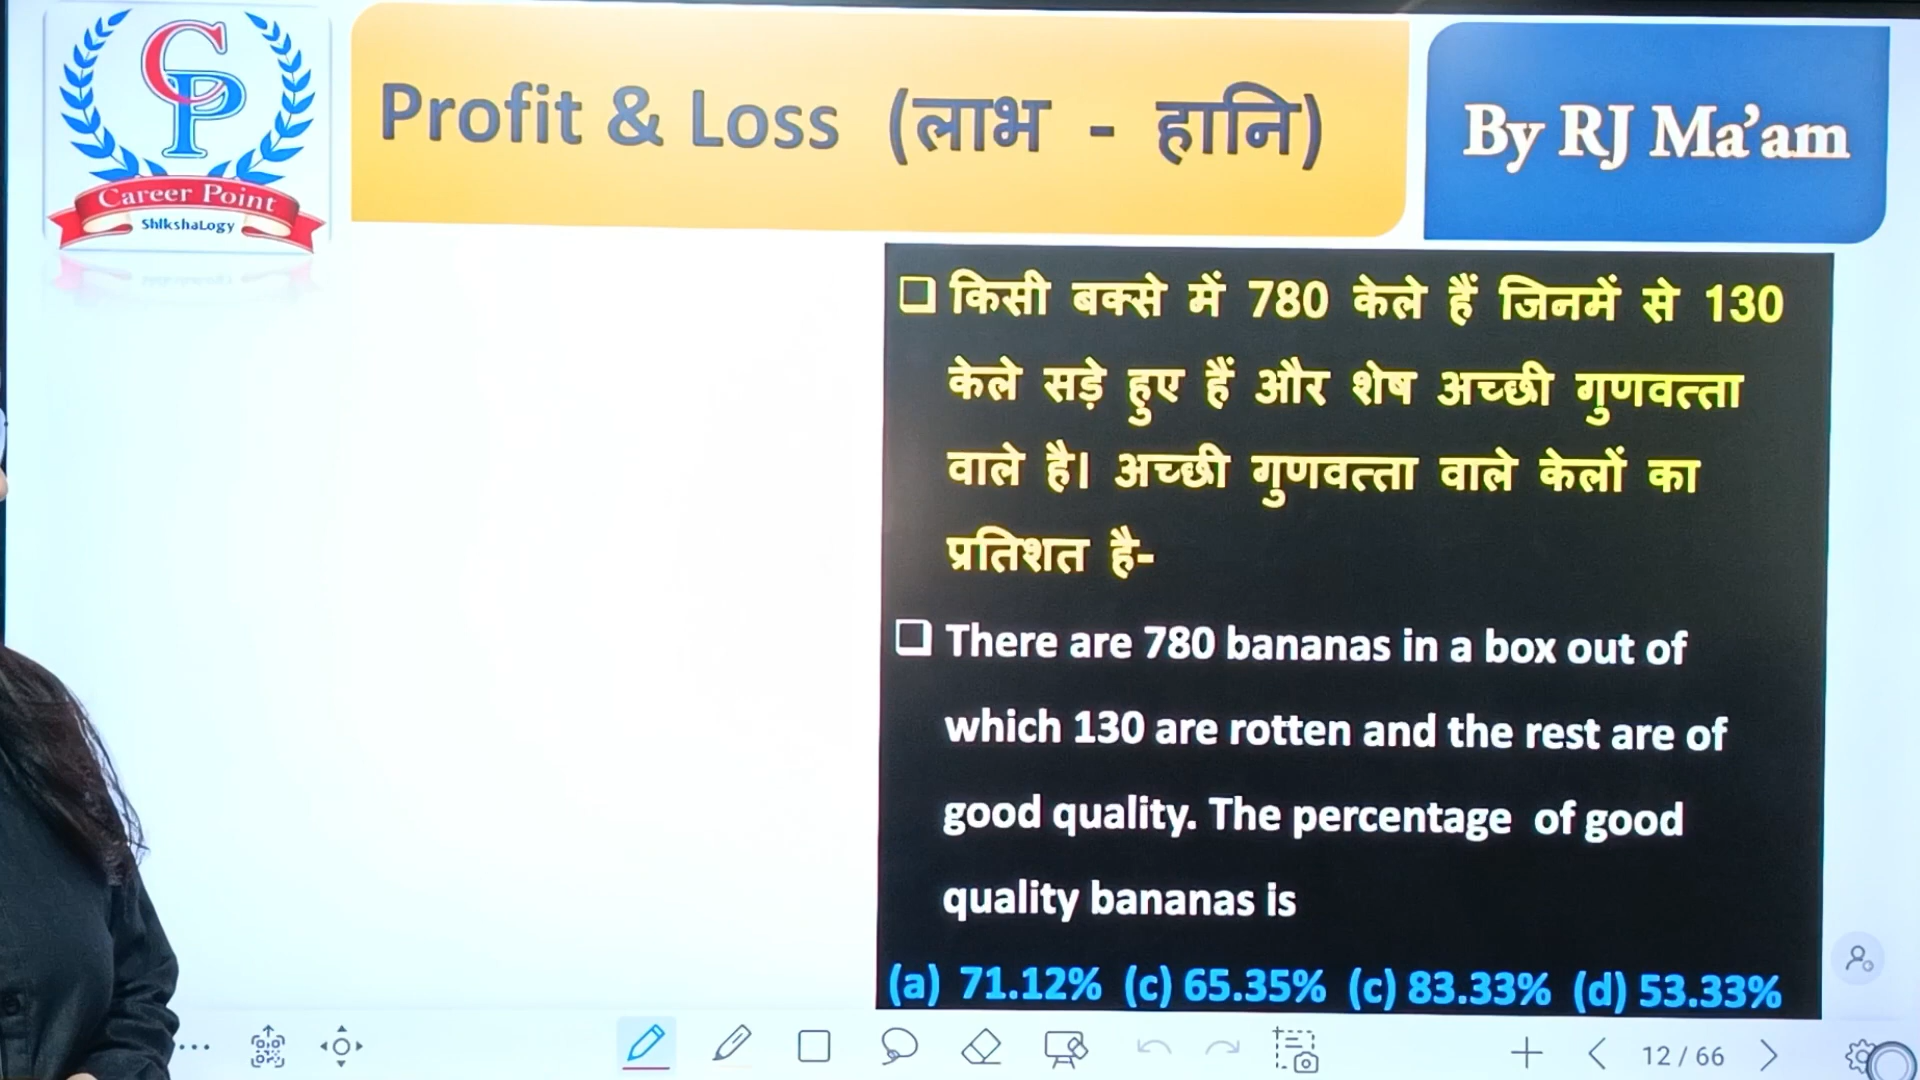 CP
Career Point
ShikshaLogy
Profit & Loss (लाभ - हानि)
By RJ Ma'am
किसी बक्से में 780 केले हैं जिनमें से 130
केले सड़े हुए हैं और शेष अच्छी गुणवत्ता
वाले है। अच्छी गुणवत्ता वाले केलों का
प्रतिशत है-
There are 780 bananas in a box out of
which 130 are rotten and the rest are of
good quality. The percentage of good
quality bananas is
(a) 71.12% (c) 65.35% (c) 83.33% (d) 53.33%
12 / 66